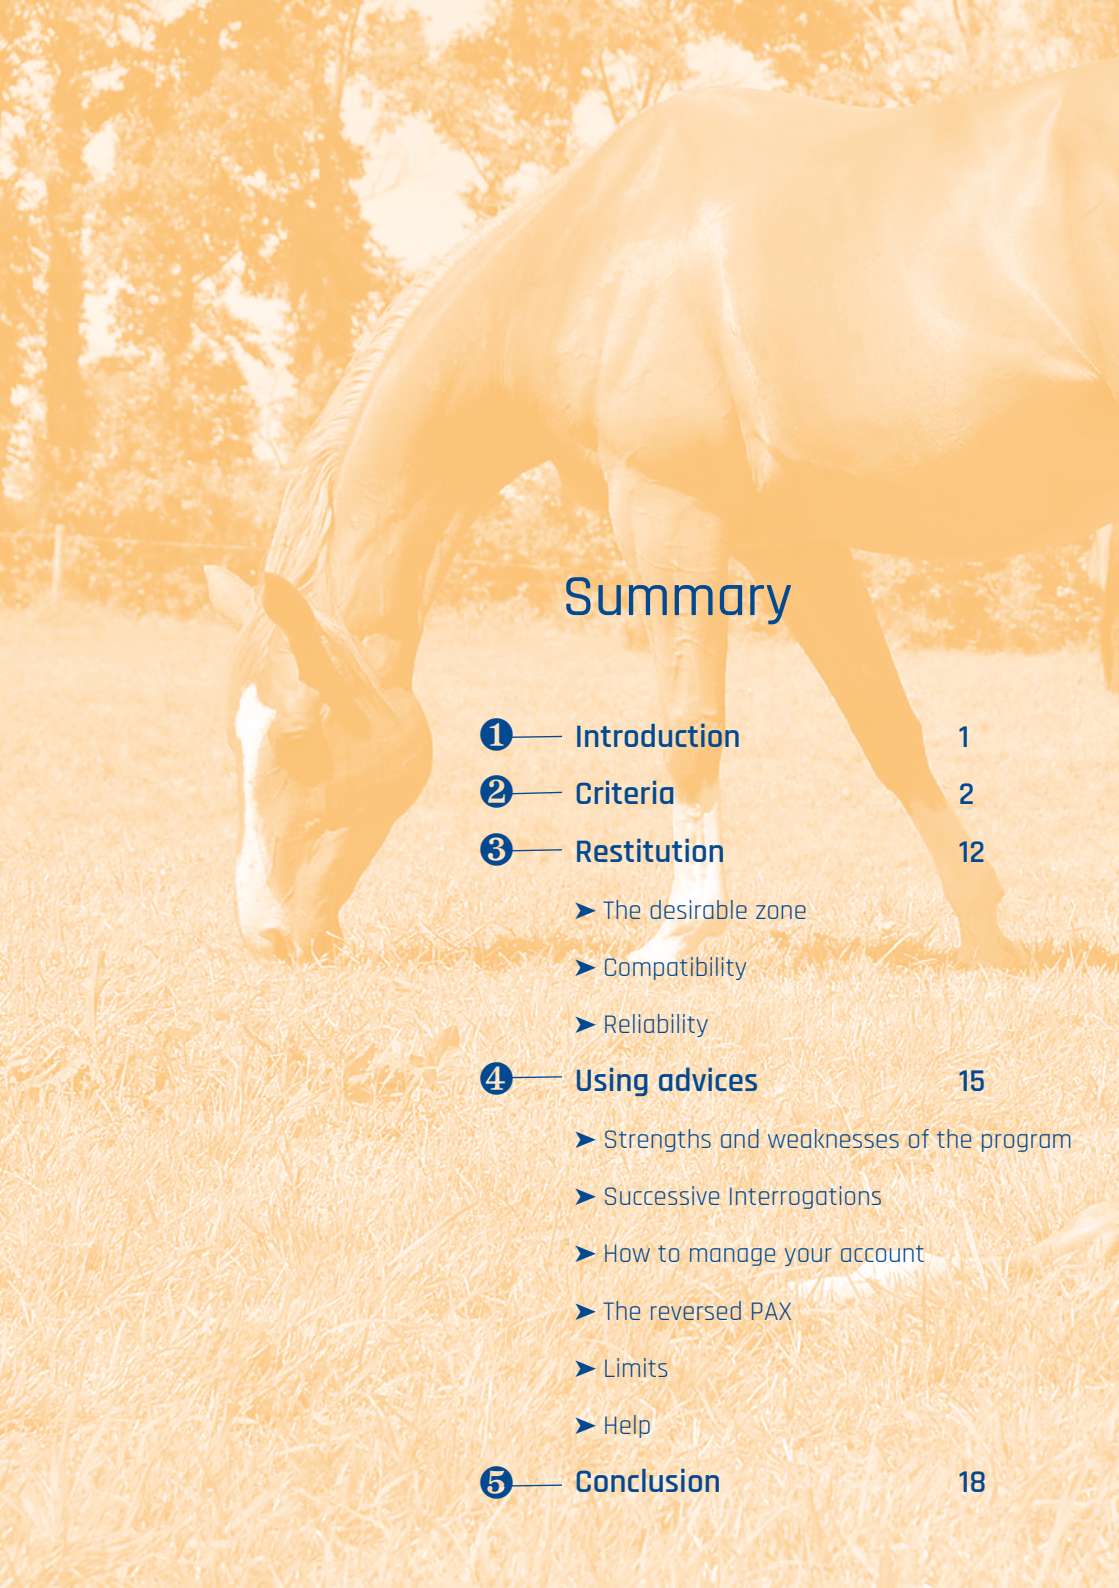 Summary
1 Introduction 1
2 Criteria 2
3 Restitution 12
➤ The desirable zone
➤ Compatibility
➤ Reliability
4 Using advices 15
➤ Strengths and weaknesses of the program
➤ Successive Interrogations
➤ How to manage your account
➤ The reversed PAX
➤ Limits
➤ Help
5 Conclusion 18